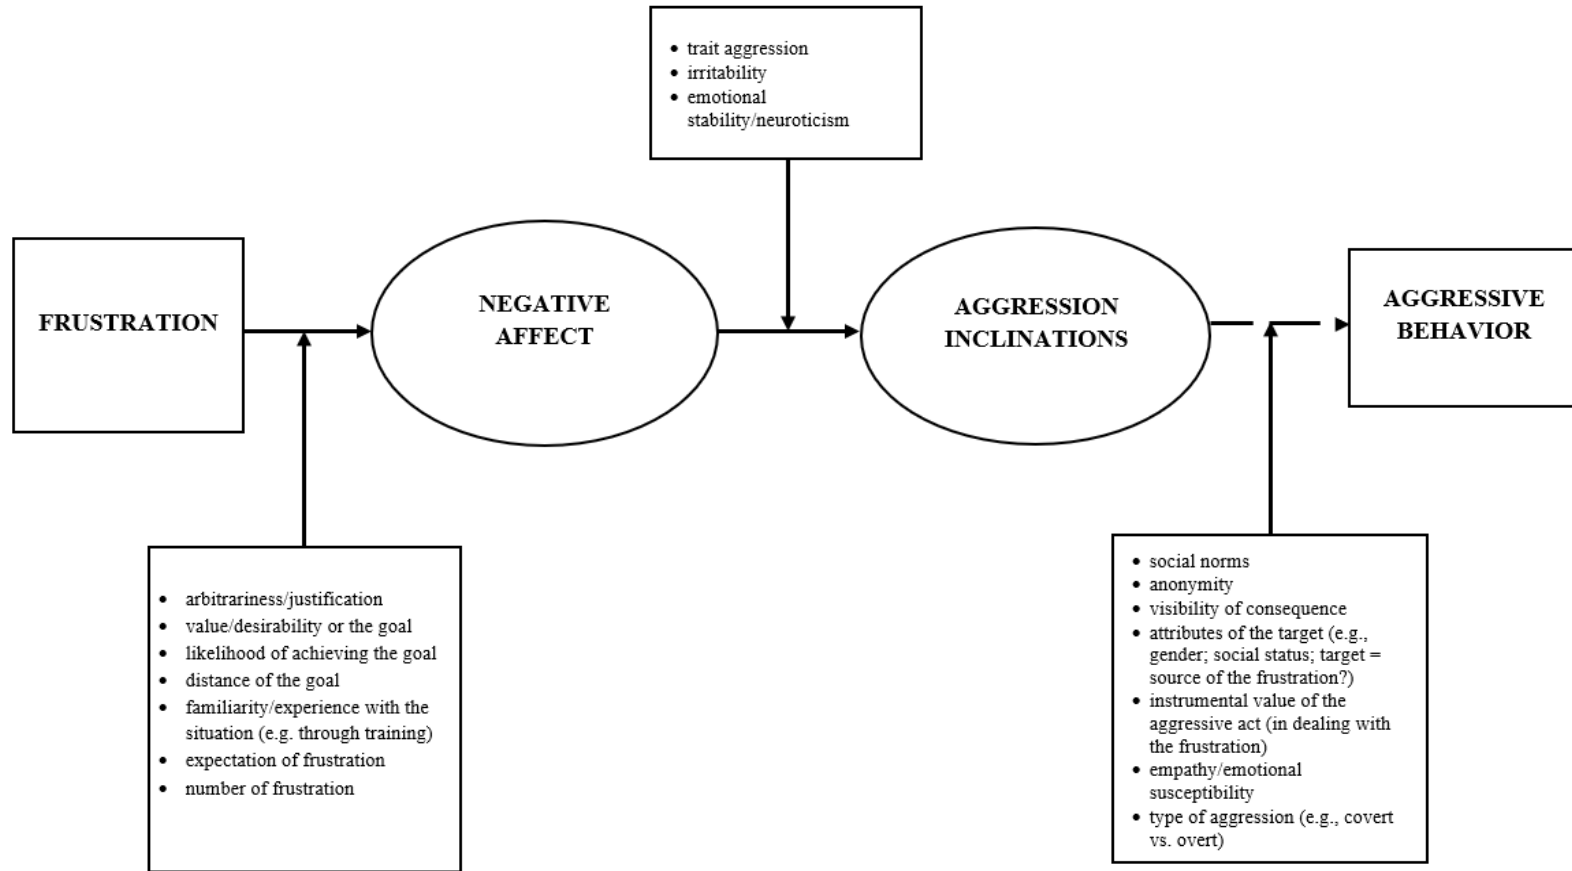 • trait aggression
• irritability
• emotional
stability/neuroticism
FRUSTRATION
NEGATIVE
AFFECT
AGGRESSION
INCLINATIONS
AGGRESSIVE
BEHAVIOR
• arbitrariness/justification
• value/desirability or the goal
• likelihood of achieving the goal
• distance of the goal
• familiarity/experience with the
situation (e.g. through training)
• expectation of frustration
• number of frustration
• social norms
• anonymity
• visibility of consequence
• attributes of the target (e.g.,
gender; social status; target =
source of the frustration?)
• instrumental value of the
aggressive act (in dealing with
the frustration)
• empathy/emotional
susceptibility
• type of aggression (e.g., covert
vs. overt)